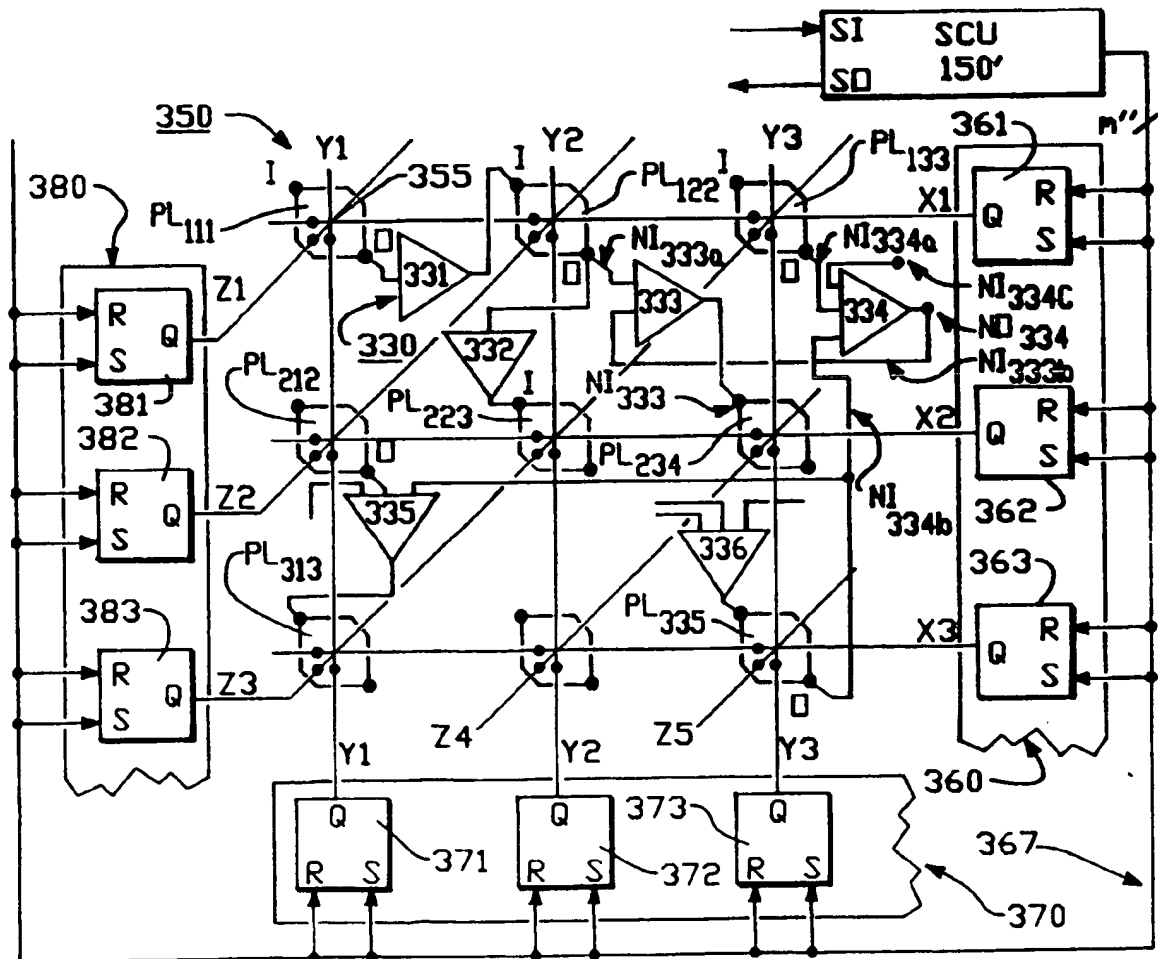 SI SCU
150'
SO
m''
350
Y1
Y2
Y3
I
I
I
PL133
361
380
355
PL122
PL111
X1
R
Q
S
O
O
O
NI333a
NI334a
331
333
334
NI334C
NO334
NI333b
Z1
330
332
R
Q
S
381
PL212
I
NI333
PL223
X2
R
Q
S
382
O
PL234
362
R
Q
S
Z2
335
NI334b
336
363
PL313
383
PL335
X3
R
Q
S
R
Q
S
Z3
O
Z4
Z5
Y1
Y2
Y3
360
Q
R S
371
Q
R S
372
373
Q
R S
367
370